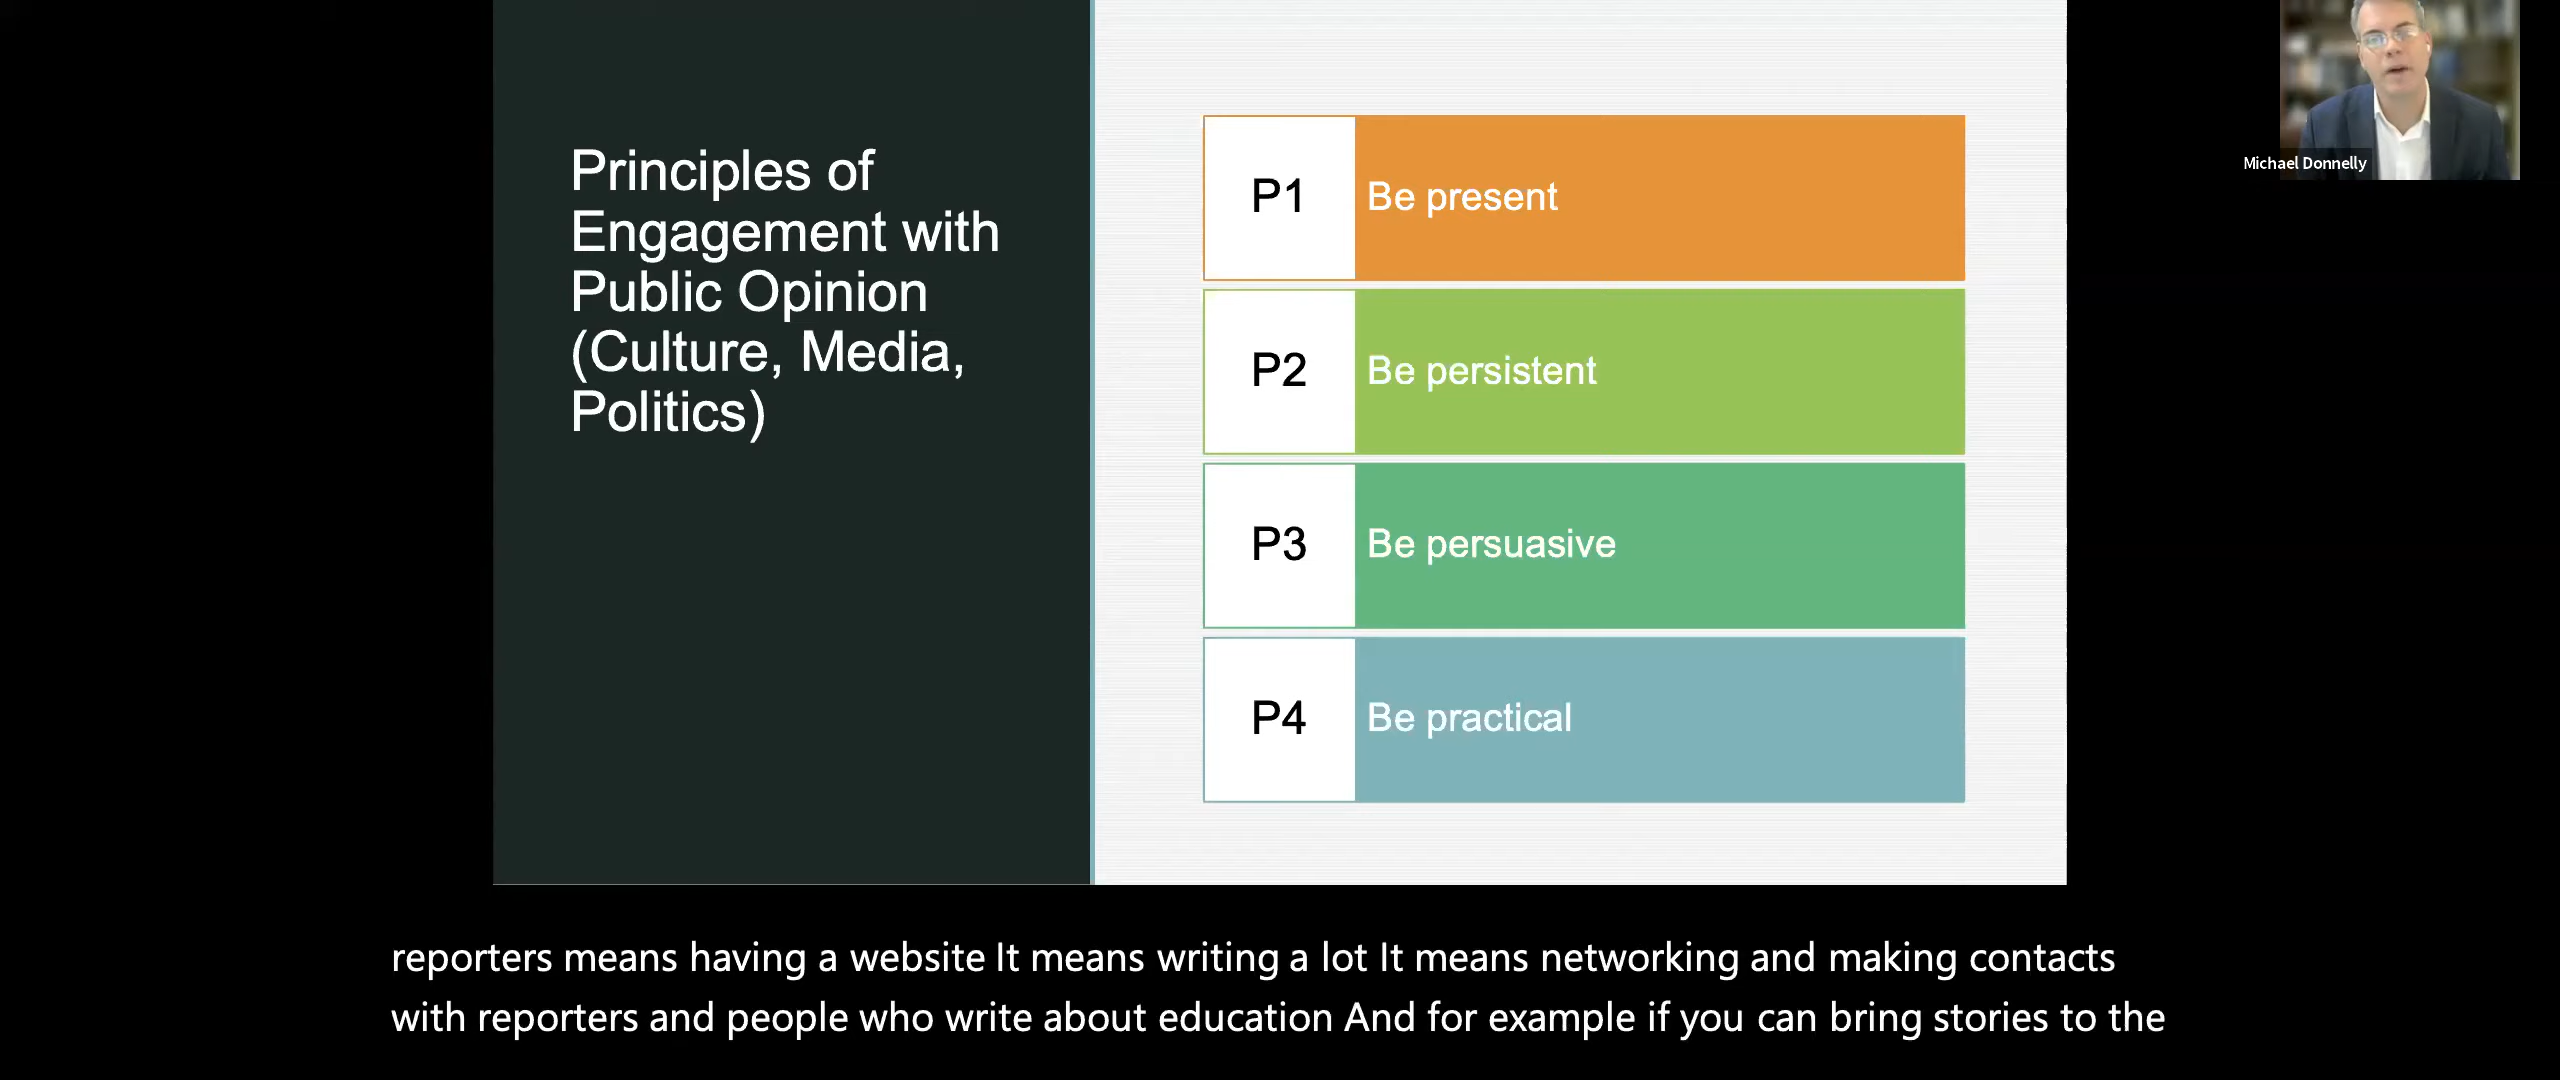 Principles of
Engagement with
Public Opinion
(Culture, Media,
Politics)
P1 Be present
P2 Be persistent
P3 Be persuasive
P4 Be practical
Michael Donnelly
reporters means having a website It means writing a lot It means networking and making contacts
with reporters and people who write about education And for example if you can bring stories to the